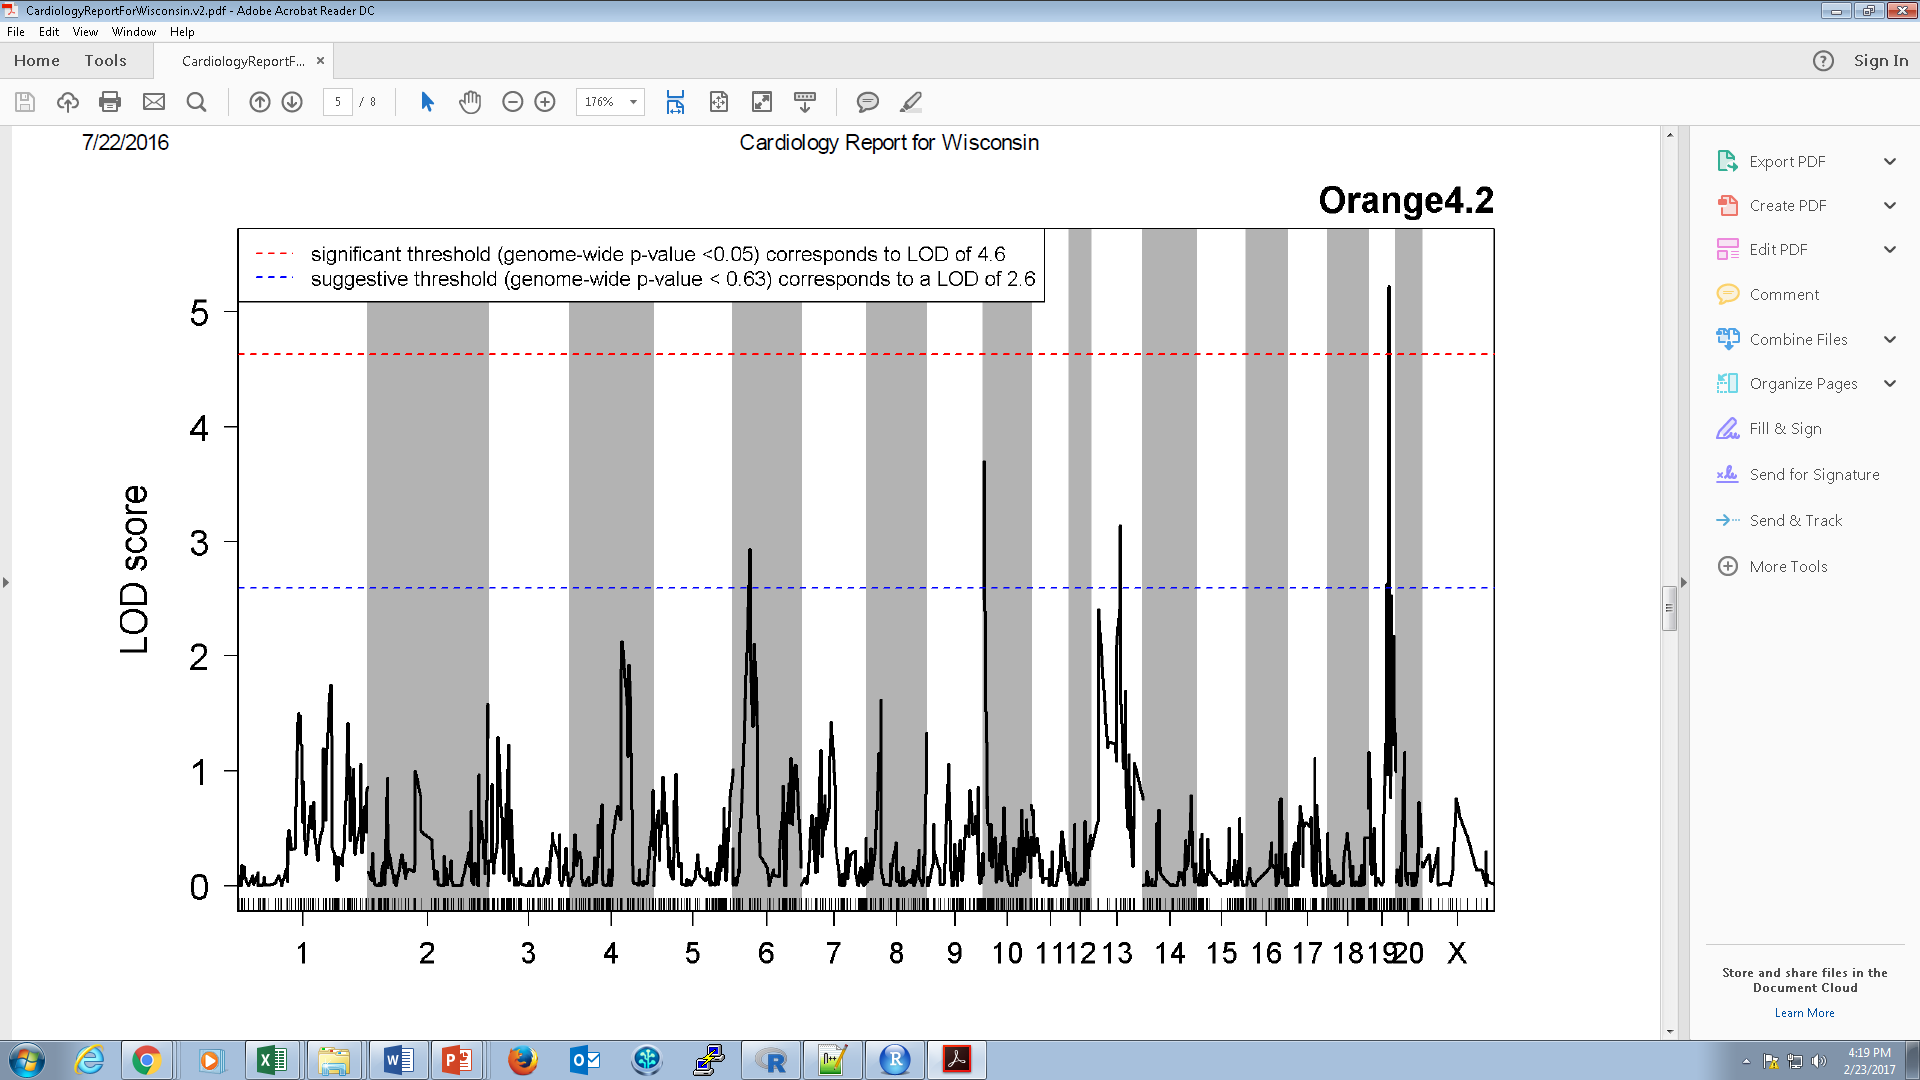 CardiologyReportForWisconsin.v2.pdf - Adobe Acrobat Reader DC
File Edit View Window Help
Home Tools CardiologyReportF... × Sign In
5 / 8 176%
7/22/2016 Cardiology Report for Wisconsin
Orange4.2
significant threshold (genome-wide p-value <0.05) corresponds to LOD of 4.6
suggestive threshold (genome-wide p-value < 0.63) corresponds to a LOD of 2.6
LOD score
5
4
3
2
1
0
1 2 3 4 5 6 7 8 9 10 11 12 13 14 15 16 17 18 19 20 X
Export PDF
Create PDF
Edit PDF
Comment
Combine Files
Organize Pages
Fill & Sign
Send for Signature
Send & Track
More Tools
Store and share files in the
Document Cloud
Learn More
4:19 PM
2/23/2017